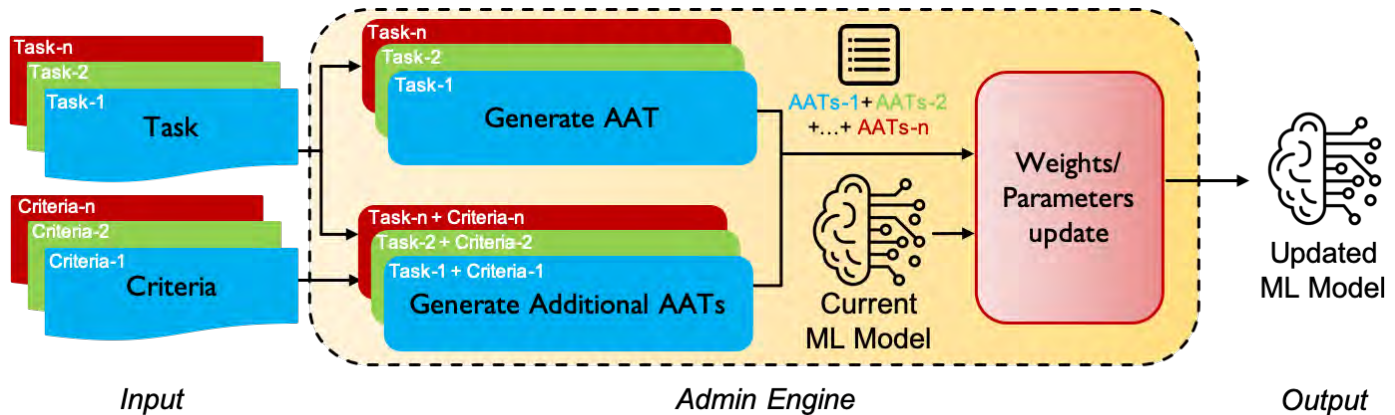 Task-n
Task-2
Task-1
Task
Criteria-n
Criteria-2
Criteria-1
Criteria
Input
Task-n
Task-2
Task-1
Generate AAT
Task-n + Criteria-n
Task-2 + Criteria-2
Task-1 + Criteria-1
Generate Additional AATs
AATs-1+AATs-2
+...+ AATs-n
Current
ML Model
Weights/
Parameters
update
Admin Engine
Updated
ML Model
Output